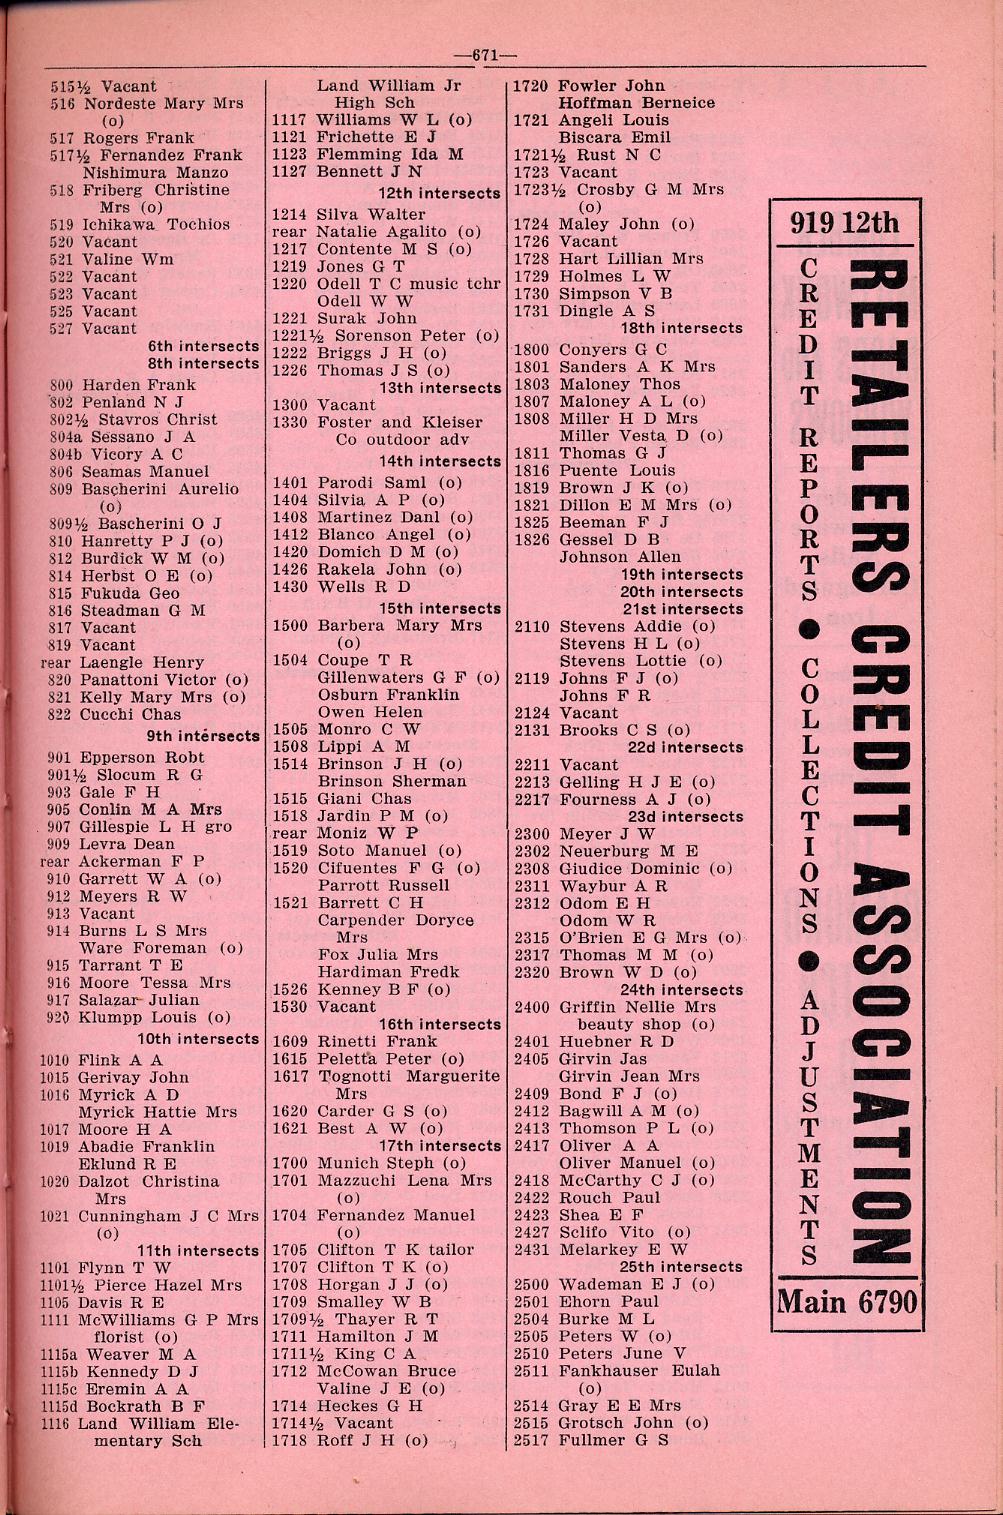 —671—
515½ Vacant
516 Nordeste Mary Mrs
(o)
517 Rogers Frank
517½ Fernandez Frank
Nishimura Manzo
518 Friberg Christine
Mrs (o)
519 Ichikawa Tochios
520 Vacant
521 Valine Wm
522 Vacant
523 Vacant
525 Vacant
527 Vacant
6th intersects
8th intersects
800 Harden Frank
802 Penland N J
802½ Stavros Christ
804a Sessano J A
804b Vicory A C
806 Seamas Manuel
809 Bascherini Aurelio
(o)
809½ Bascherini O J
810 Hanretty P J (o)
812 Burdick W M (o)
814 Herbst O E (o)
815 Fukuda Geo
816 Steadman G M
817 Vacant
819 Vacant
rear Laengle Henry
820 Panattoni Victor (o)
821 Kelly Mary Mrs (o)
822 Cucchi Chas
9th intersects
901 Epperson Robt
901½ Slocum R G
903 Gale F H
905 Conlin M A Mrs
907 Gillespie L H gro
909 Levra Dean
rear Ackerman F P
910 Garrett W A (o)
912 Meyers R W
913 Vacant
914 Burns L S Mrs
Ware Foreman (o)
915 Tarrant T E
916 Moore Tessa Mrs
917 Salazar Julian
920 Klumpp Louis (o)
10th intersects
1010 Flink A A
1015 Gerivay John
1016 Myrick A D
Myrick Hattie Mrs
1017 Moore H A
1019 Abadie Franklin
Eklund R E
1020 Dalzot Christina
Mrs
1021 Cunningham J C Mrs
(o)
11th intersects
1101 Flynn T W
1101½ Pierce Hazel Mrs
1105 Davis R E
1111 McWilliams G P Mrs
florist (o)
1115a Weaver M A
1115b Kennedy D J
1115c Eremin A A
1115d Bockrath B F
1116 Land William Ele-
mentary Sch
Land William Jr
High Sch
1117 Williams W L (o)
1121 Frichette E J
1123 Flemming Ida M
1127 Bennett J N
12th intersects
1214 Silva Walter
rear Natalie Agalito (o)
1217 Contente M S (o)
1219 Jones G T
1220 Odell T C music tchr
Odell W W
1221 Surak John
1221½ Sorenson Peter (o)
1222 Briggs J H (o)
1226 Thomas J S (o)
13th intersects
1300 Vacant
1330 Foster and Kleiser
Co outdoor adv
14th intersects
1401 Parodi Saml (o)
1404 Silvia A P (o)
1408 Martinez Danl (o)
1412 Blanco Angel (o)
1420 Domich D M (o)
1426 Rakela John (o)
1430 Wells R D
15th intersects
1500 Barbera Mary Mrs
(o)
1504 Coupe T R
Gillenwaters G F (o)
Osburn Franklin
Owen Helen
1505 Monro C W
1508 Lippi A M
1514 Brinson J H (o)
Brinson Sherman
1515 Giani Chas
1518 Jardin P M (o)
rear Moniz W P
1519 Soto Manuel (o)
1520 Cifuentes F G (o)
Parrott Russell
1521 Barrett C H
Carpender Doryce
Mrs
Fox Julia Mrs
Hardiman Fredk
1526 Kenney B F (o)
1530 Vacant
16th intersects
1609 Rinetti Frank
1615 Peletta Peter (o)
1617 Tognotti Marguerite
Mrs
1620 Carder G S (o)
1621 Best A W (o)
17th intersects
1700 Munich Steph (o)
1701 Mazzuchi Lena Mrs
(o)
1704 Fernandez Manuel
(o)
1705 Clifton T K tailor
1707 Clifton T K (o)
1708 Horgan J J (o)
1709 Smalley W B
1709½ Thayer R T
1711 Hamilton J M
1711½ King C A
1712 McCowan Bruce
Valine J E (o)
1714 Heckes G H
1714½ Vacant
1718 Roff J H (o)
1720 Fowler John
Hoffman Berneice
1721 Angeli Louis
Biscara Emil
1721½ Rust N C
1723 Vacant
1723½ Crosby G M Mrs
(o)
1724 Maley John (o)
1726 Vacant
1728 Hart Lillian Mrs
1729 Holmes L W
1730 Simpson V B
1731 Dingle A S
18th intersects
1800 Conyers G C
1801 Sanders A K Mrs
1803 Maloney Thos
1807 Maloney A L (o)
1808 Miller H D Mrs
Miller Vesta D (o)
1811 Thomas G J
1816 Puente Louis
1819 Brown J K (o)
1821 Dillon E M Mrs (o)
1825 Beeman F J
1826 Gessel D B
Johnson Allen
19th intersects
20th intersects
21st intersects
2110 Stevens Addie (o)
Stevens H L (o)
Stevens Lottie (o)
2119 Johns F J (o)
Johns F R
2124 Vacant
2131 Brooks C S (o)
22d intersects
2211 Vacant
2213 Gelling H J E (o)
2217 Fourness A J (o)
23d intersects
2300 Meyer J W
2302 Neuerburg M E
2308 Giudice Dominic (o)
2311 Waybur A R
2312 Odom E H
Odom W R
2315 O'Brien E G Mrs (o)
2317 Thomas M M (o)
2320 Brown W D (o)
24th intersects
2400 Griffin Nellie Mrs
beauty shop (o)
2401 Huebner R D
2405 Girvin Jas
Girvin Jean Mrs
2409 Bond F J (o)
2412 Bagwill A M (o)
2413 Thomson P L (o)
2417 Oliver A A
Oliver Manuel (o)
2418 McCarthy C J (o)
2422 Rouch Paul
2423 Shea E F
2427 Sclifo Vito (o)
2431 Melarkey E W
25th intersects
2500 Wademan E J (o)
2501 Ehorn Paul
2504 Burke M L
2505 Peters W (o)
2510 Peters June V
2511 Fankhauser Eulah
(o)
2514 Gray E E Mrs
2515 Grotsch John (o)
2517 Fullmer G S
919 12th
RETAILERS CREDIT ASSOCIATION
CREDIT REPORTS ● COLLECTIONS ● ADJUSTMENTS
Main 6790